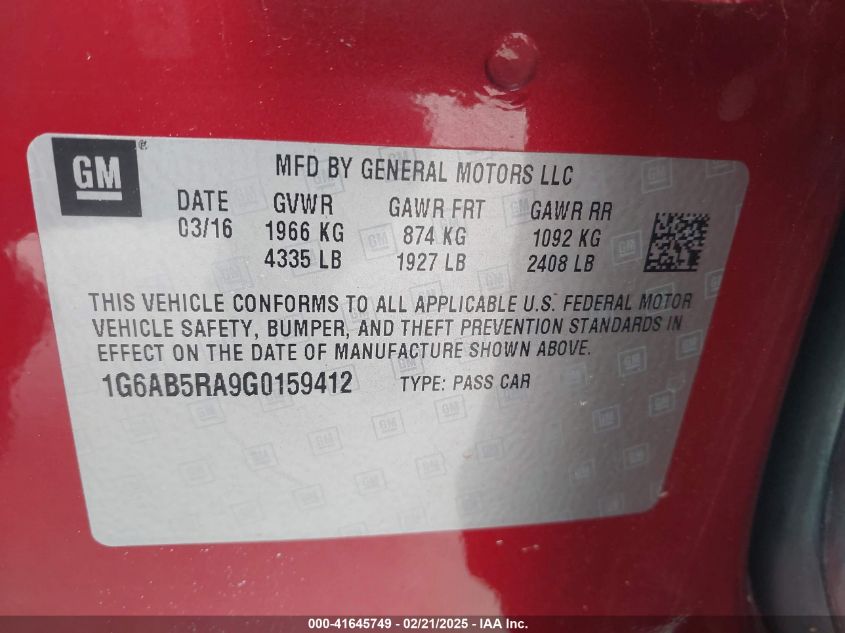 GM
MFD BY GENERAL MOTORS LLC
DATE GVWR GAWR FRT GAWR RR
03/16 1966 KG 874 KG 1092 KG
4335 LB 1927 LB 2408 LB
THIS VEHICLE CONFORMS TO ALL APPLICABLE U.S. FEDERAL MOTOR
VEHICLE SAFETY, BUMPER, AND THEFT PREVENTION STANDARDS IN
EFFECT ON THE DATE OF MANUFACTURE SHOWN ABOVE.
1G6AB5RA9G0159412 TYPE: PASS CAR
000-41645749 - 02/21/2025 - IAA Inc.